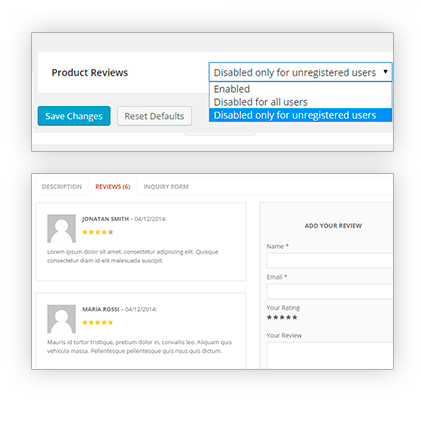 Product Reviews
Disabled only for unregistered users
Enabled
Disabled for all users
Disabled only for unregistered users
Save Changes
Reset Defaults
DESCRIPTION
REVIEWS (6)
INQUIRY FORM
JONATAN SMITH – 04/12/2014:
Lorem ipsum dolor sit amet, consectetur adipiscing elit. Quisque
consectetur diam id elit malesuada suscipit.
MARIA ROSSI – 04/12/2014:
Mauris id tortor tristique, pretium dolor in, convallis leo. Aliquam quis
vehicula massa. Pellentesque pellentesque quis risus quis dictum.
ADD YOUR REVIEW
Name *
Email *
Your Rating
Your Review